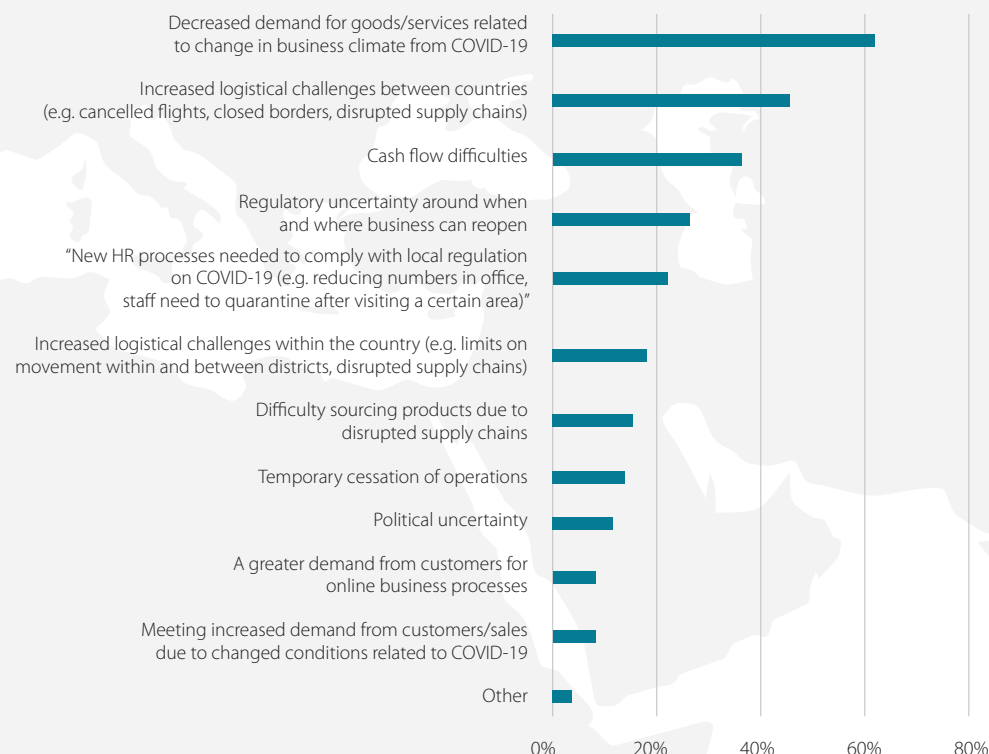 Decreased demand for goods/services related
to change in business climate from COVID-19
Increased logistical challenges between countries
(e.g. cancelled flights, closed borders, disrupted supply chains)
Cash flow difficulties
Regulatory uncertainty around when
and where business can reopen
“New HR processes needed to comply with local regulation
on COVID-19 (e.g. reducing numbers in office,
staff need to quarantine after visiting a certain area)”
Increased logistical challenges within the country (e.g. limits on
movement within and between districts, disrupted supply chains)
Difficulty sourcing products due to
disrupted supply chains
Temporary cessation of operations
Political uncertainty
A greater demand from customers for
online business processes
Meeting increased demand from customers/sales
due to changed conditions related to COVID-19
Other
0% 20% 40% 60% 80%